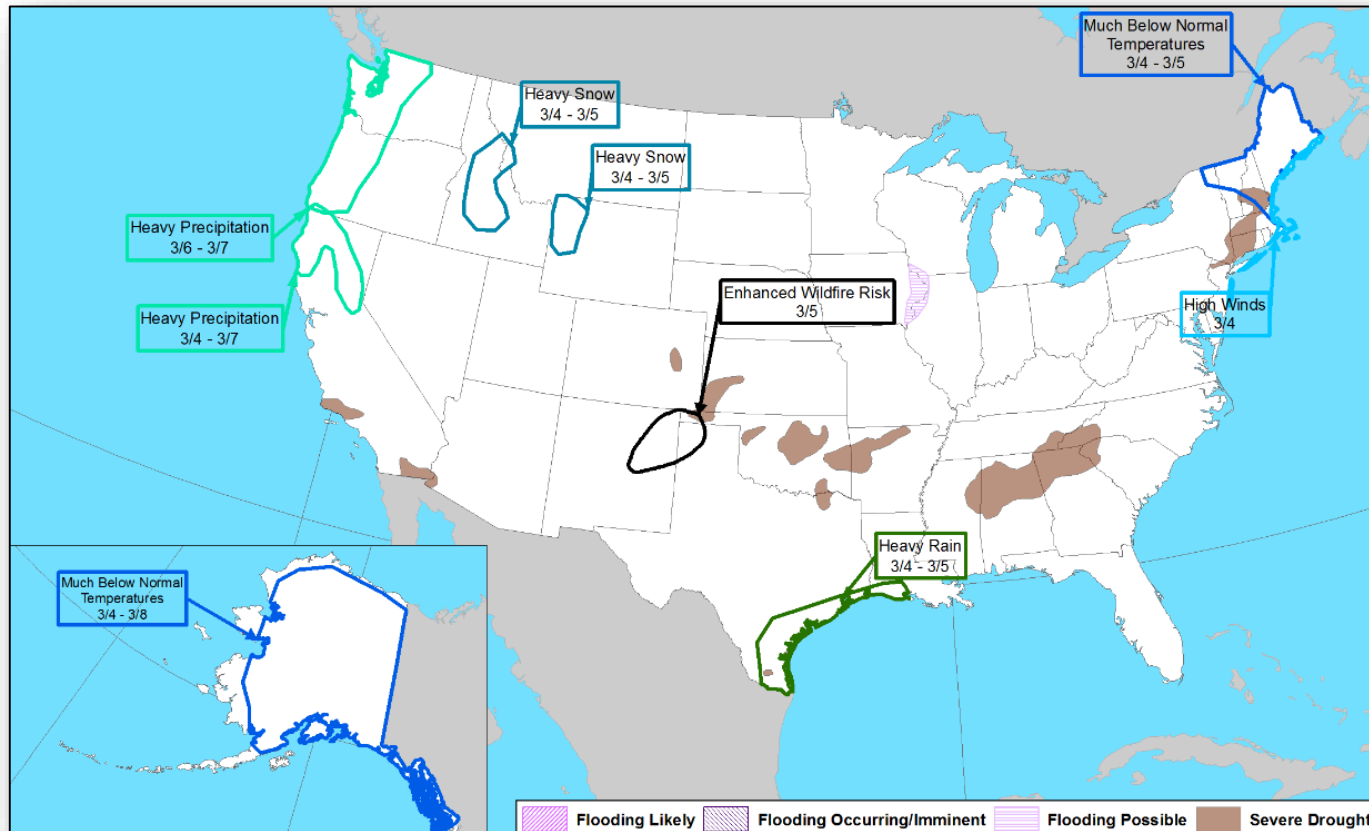 Much Below Normal
Temperatures
3/4 - 3/5
Heavy Snow
3/4 - 3/5
Heavy Snow
3/4 - 3/5
Heavy Precipitation
3/6 - 3/7
Enhanced Wildfire Risk
3/5
High Winds
3/4
Heavy Precipitation
3/4 - 3/7
Heavy Rain
3/4 - 3/5
Much Below Normal
Temperatures
3/4 - 3/8
Flooding Likely
Flooding Occurring/Imminent
Flooding Possible
Severe Drought